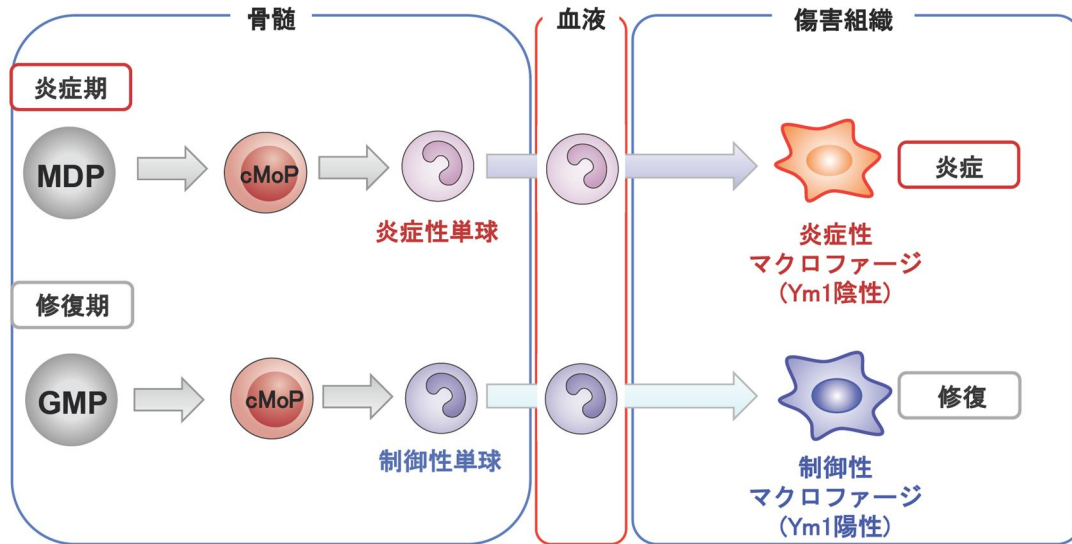 骨髄
血液
傷害組織
炎症期
MDP
cMoP
炎症性単球
炎症
炎症性
マクロファージ
(Ym1陰性)
修復期
GMP
cMoP
制御性単球
修復
制御性
マクロファージ
(Ym1陽性)